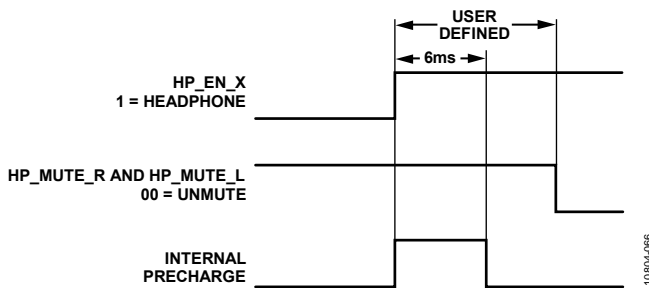 USER
DEFINED
6ms
HP_EN_X
1 = HEADPHONE
HP_MUTE_R AND HP_MUTE_L
00 = UNMUTE
INTERNAL
PRECHARGE
10804-066